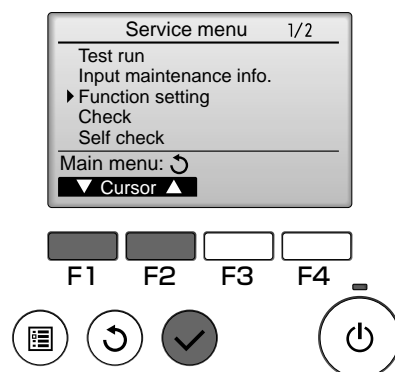 Service menu 1/2
Test run
Input maintenance info.
Function setting
Check
Self check
Main menu:
Cursor
F1 F2 F3 F4